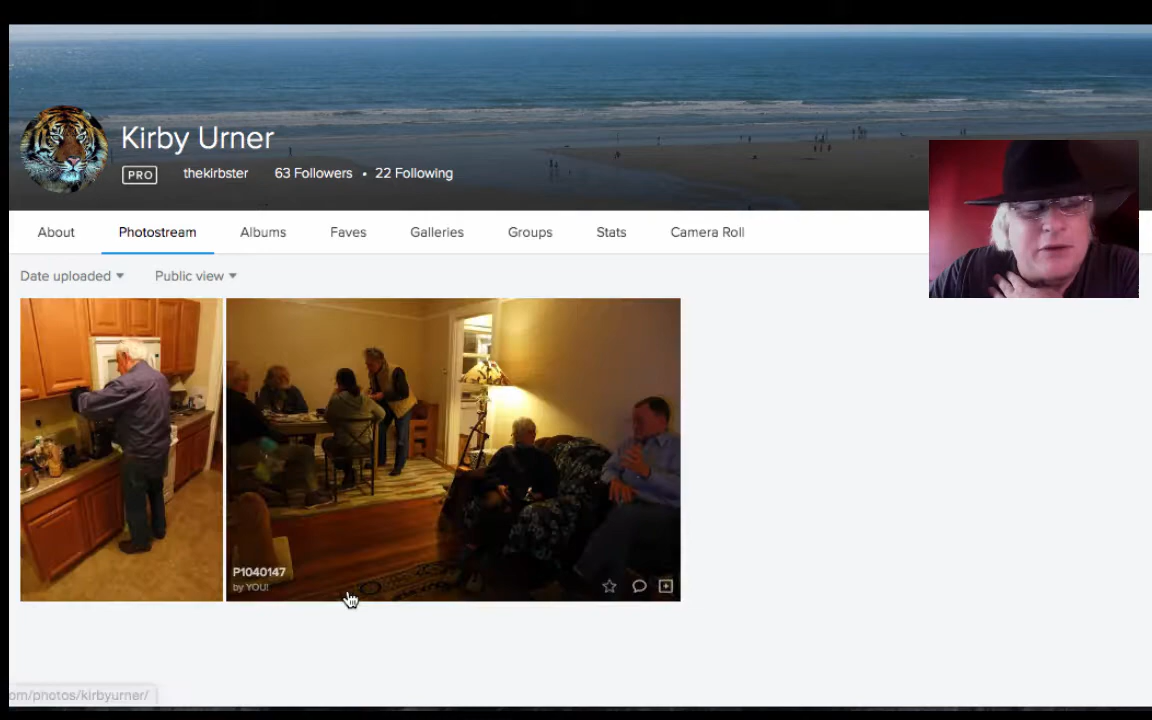 Kirby Urner
PRO thekirbster 63 Followers • 22 Following
About Photostream Albums Faves Galleries Groups Stats Camera Roll
Date uploaded Public view
P1040147
by YOU!
om/photos/kirbyurner/